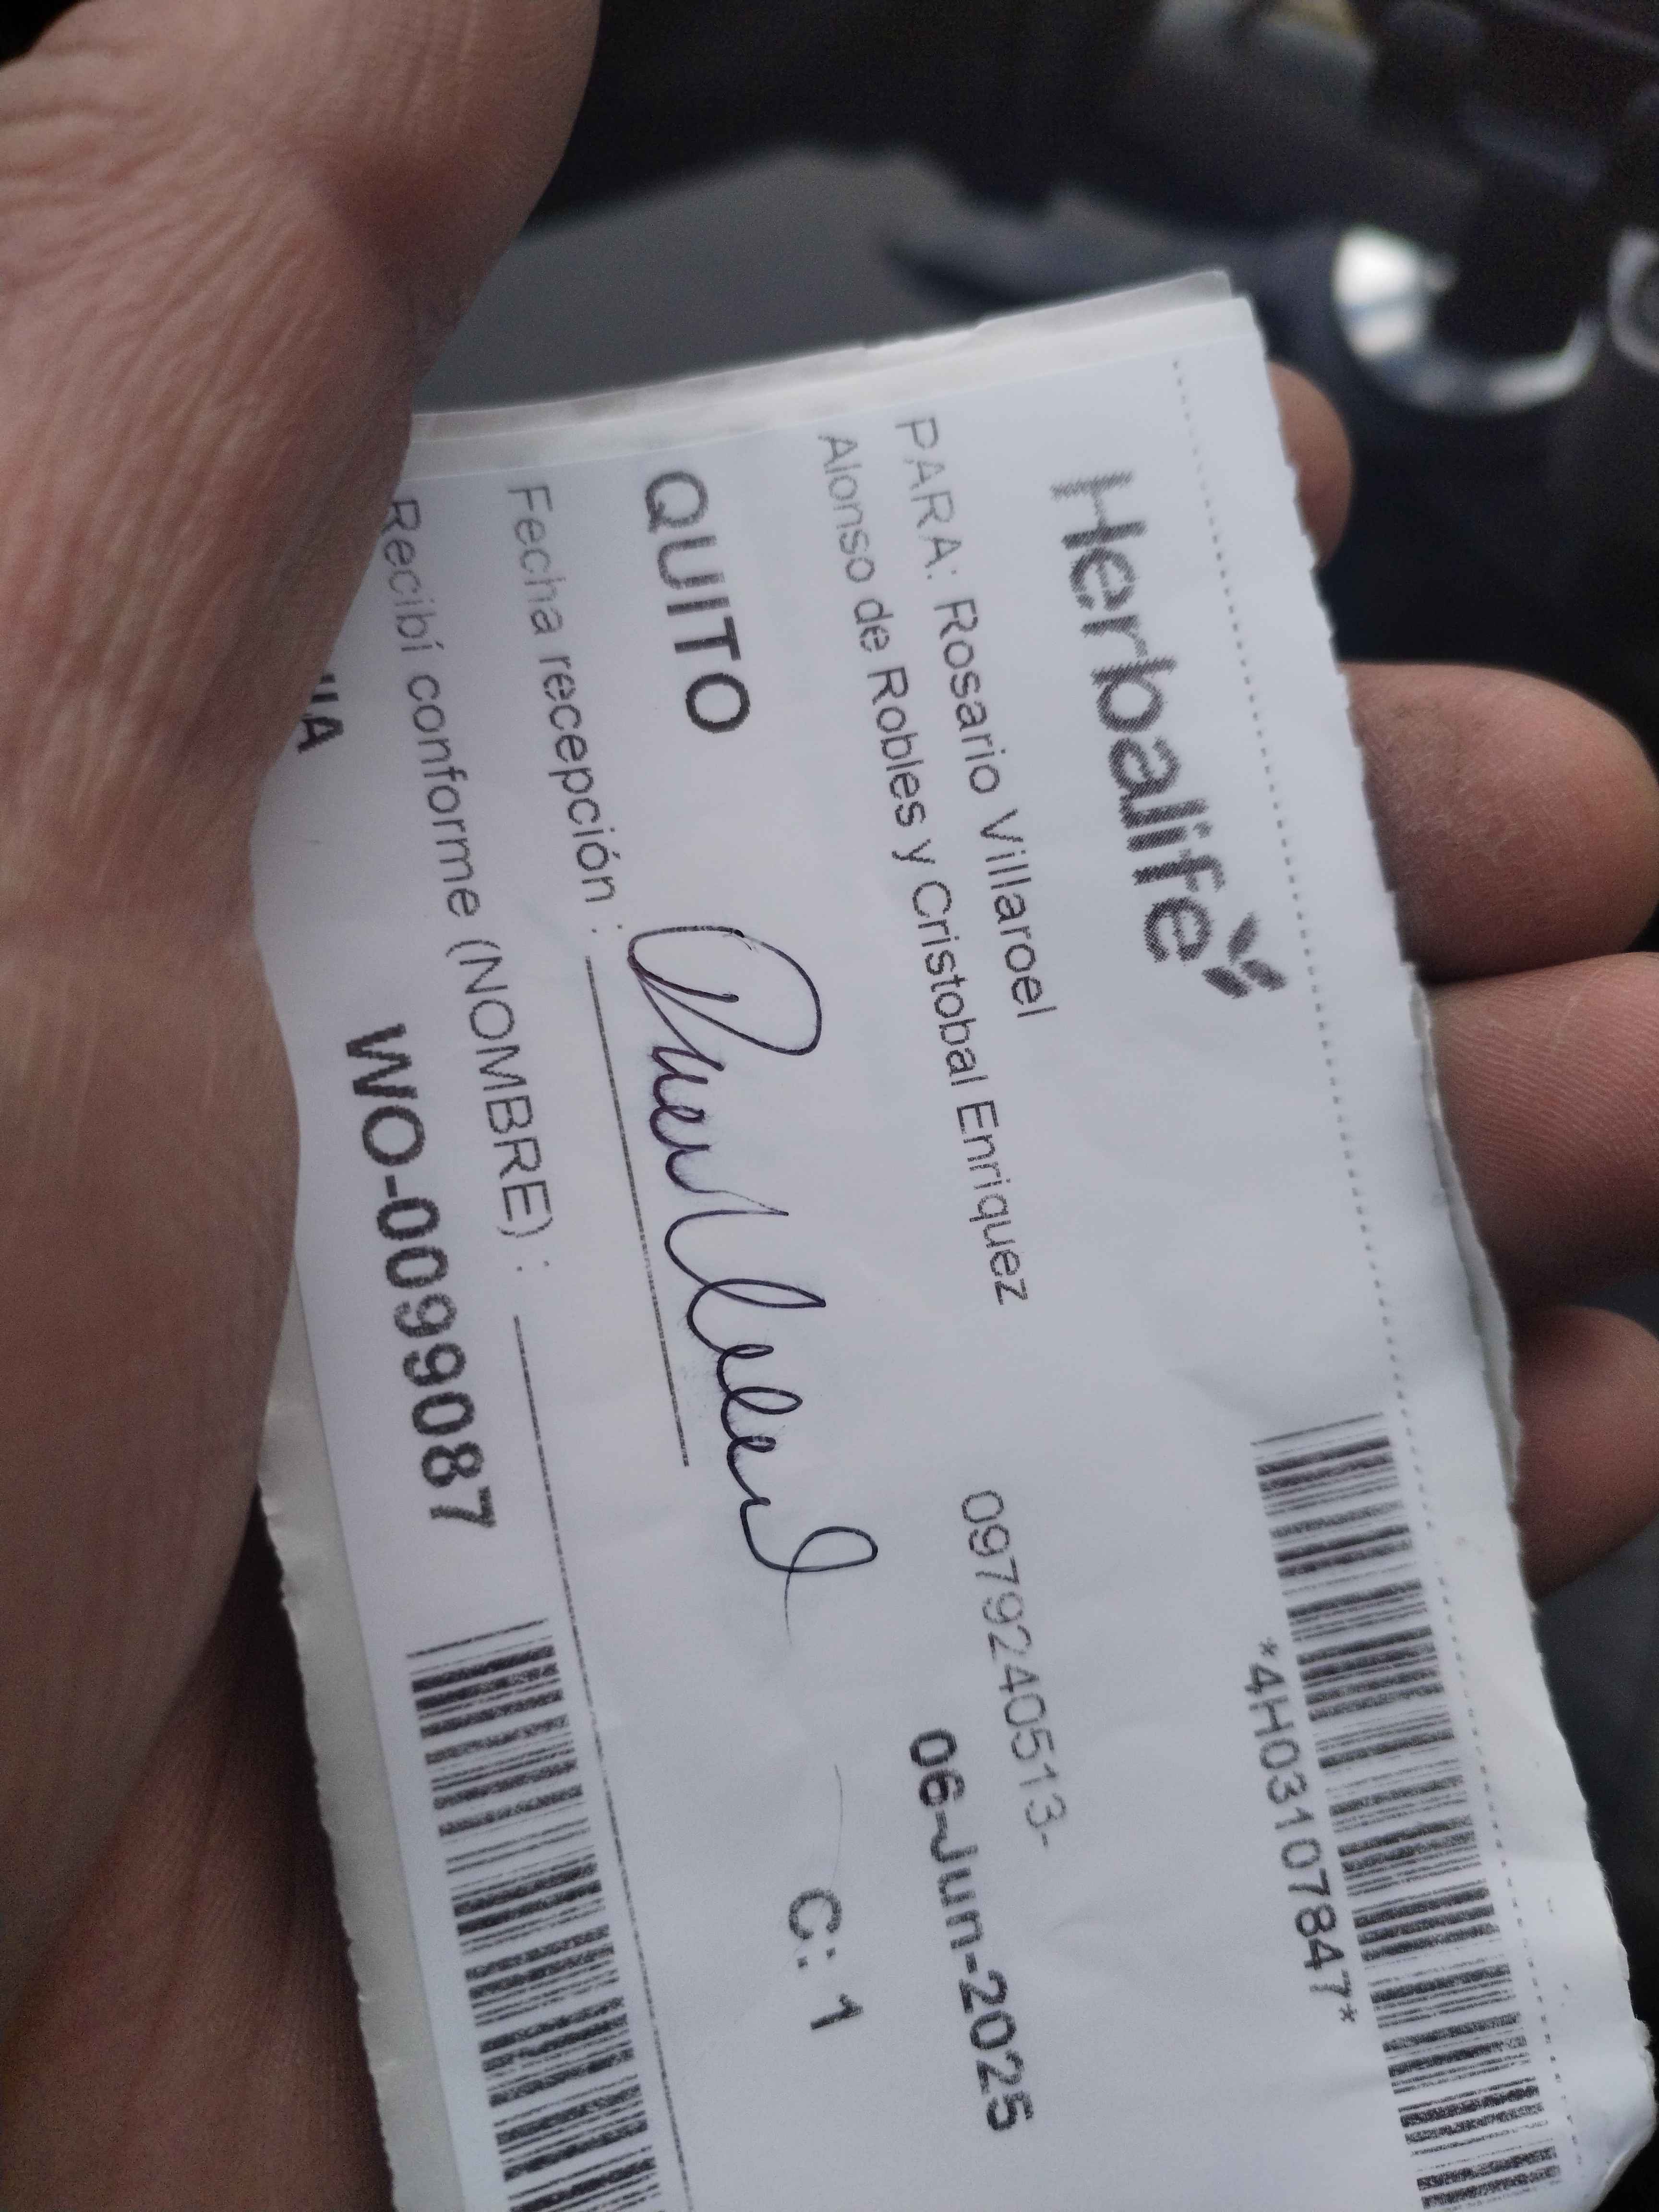 Herbalife
*4H0310784​7*
PARA: Rosario Villaroel 0979240513-
Alonso de Robles y Cristobal Enriquez 06-Jun-2025
QUITO C: 1
Fecha recepción :
Recibí conforme (NOMBRE) :
WO-0099087